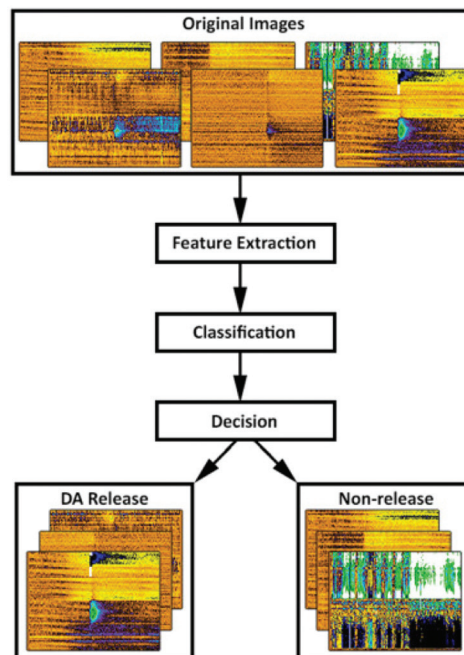 Original Images
Feature Extraction
Classification
Decision
DA Release
Non-release